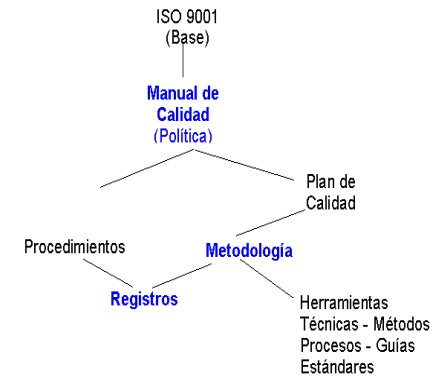 ISO 9001
(Base)
Manual de
Calidad
(Política)
Plan de
Calidad
Procedimientos
Metodología
Registros
Herramientas
Técnicas - Métodos
Procesos - Guías
Estándares